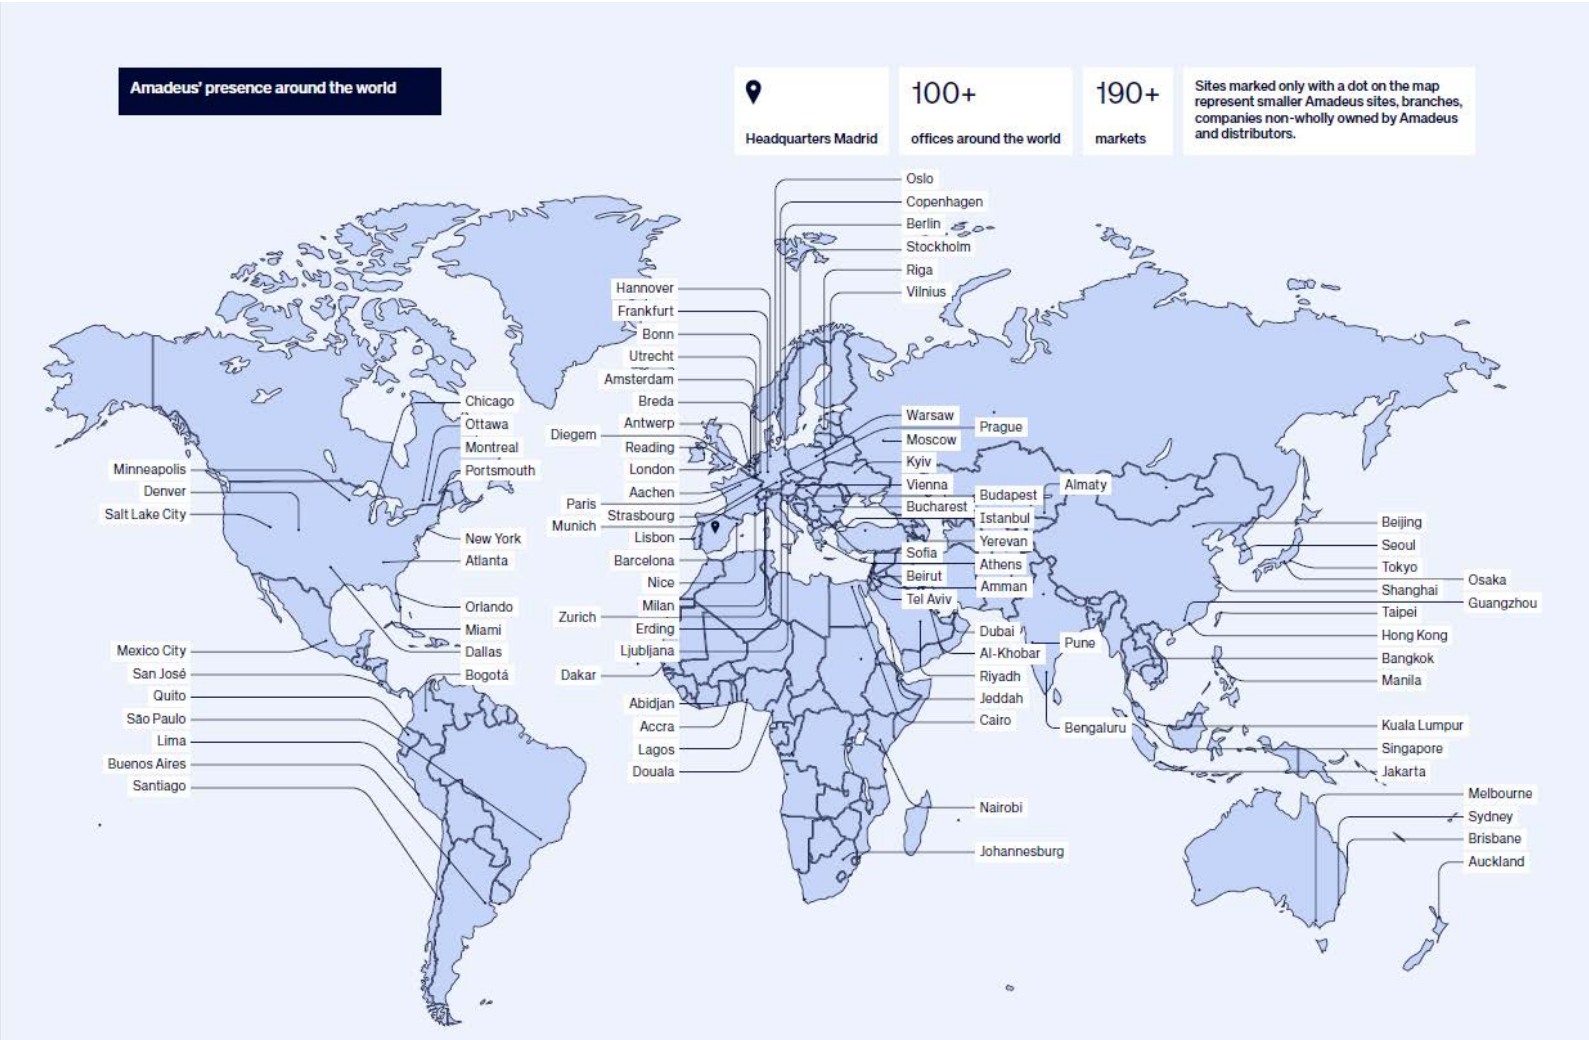 Amadeus’ presence around the world
Headquarters Madrid
100+
offices around the world
190+
markets
Sites marked only with a dot on the map
represent smaller Amadeus sites, branches,
companies non-wholly owned by Amadeus
and distributors.
Oslo
Copenhagen
Berlin
Stockholm
Riga
Vilnius
Hannover
Frankfurt
Bonn
Utrecht
Amsterdam
Breda
Antwerp
Diegem
Reading
London
Aachen
Paris
Strasbourg
Munich
Lisbon
Barcelona
Nice
Milan
Zurich
Erding
Ljubljana
Dakar
Abidjan
Accra
Lagos
Douala
Chicago
Ottawa
Montreal
Portsmouth
Minneapolis
Denver
Salt Lake City
New York
Atlanta
Orlando
Miami
Dallas
Bogotá
Mexico City
San José
Quito
São Paulo
Lima
Buenos Aires
Santiago
Warsaw
Prague
Moscow
Kyiv
Vienna
Almaty
Budapest
Bucharest
Istanbul
Yerevan
Sofia
Athens
Beirut
Amman
Tel Aviv
Dubai
Pune
Al-Khobar
Riyadh
Jeddah
Cairo
Bengaluru
Nairobi
Johannesburg
Beijing
Seoul
Tokyo
Osaka
Shanghai
Guangzhou
Taipei
Hong Kong
Bangkok
Manila
Kuala Lumpur
Singapore
Jakarta
Melbourne
Sydney
Brisbane
Auckland